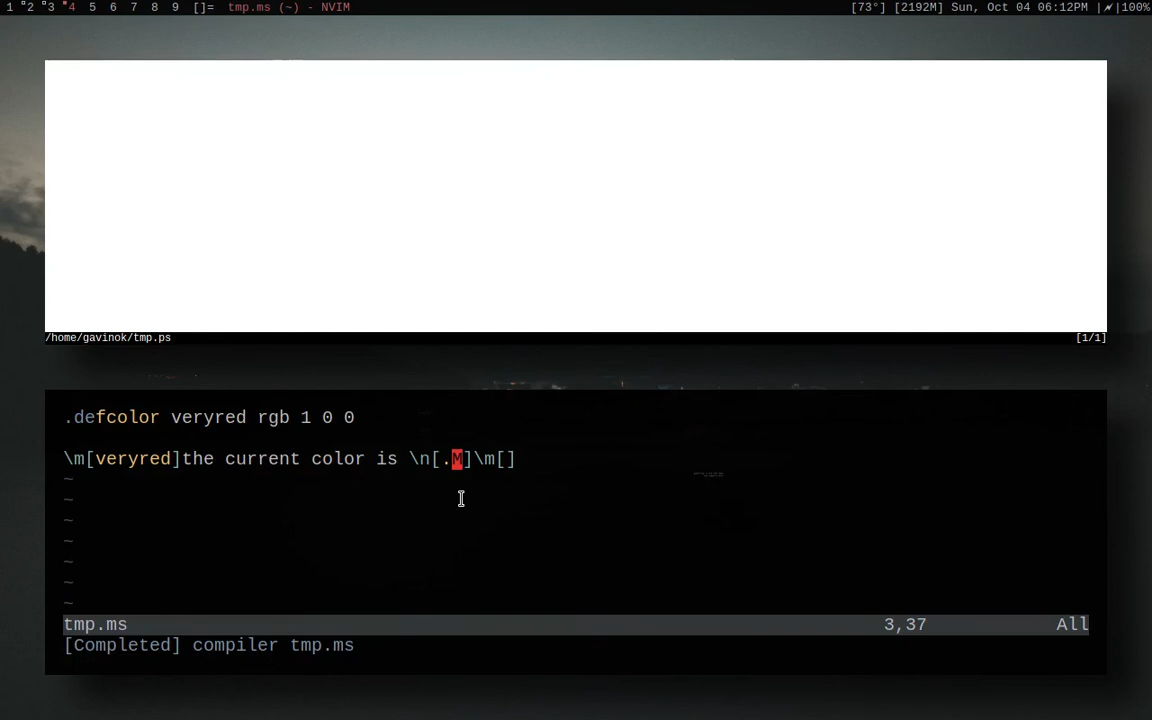 1 2 3 4 5 6 7 8 9 []= tmp.ms (~) - NVIM [73°] [2192M] Sun, Oct 04 06:12PM |🗲|100%
/home/gavinok/tmp.ps [1/1]
.defcolor veryred rgb 1 0 0
\m[veryred]the current color is \n[.M]\m[]
~
~
~
~
~
~
~
tmp.ms 3,37 All
[Completed] compiler tmp.ms